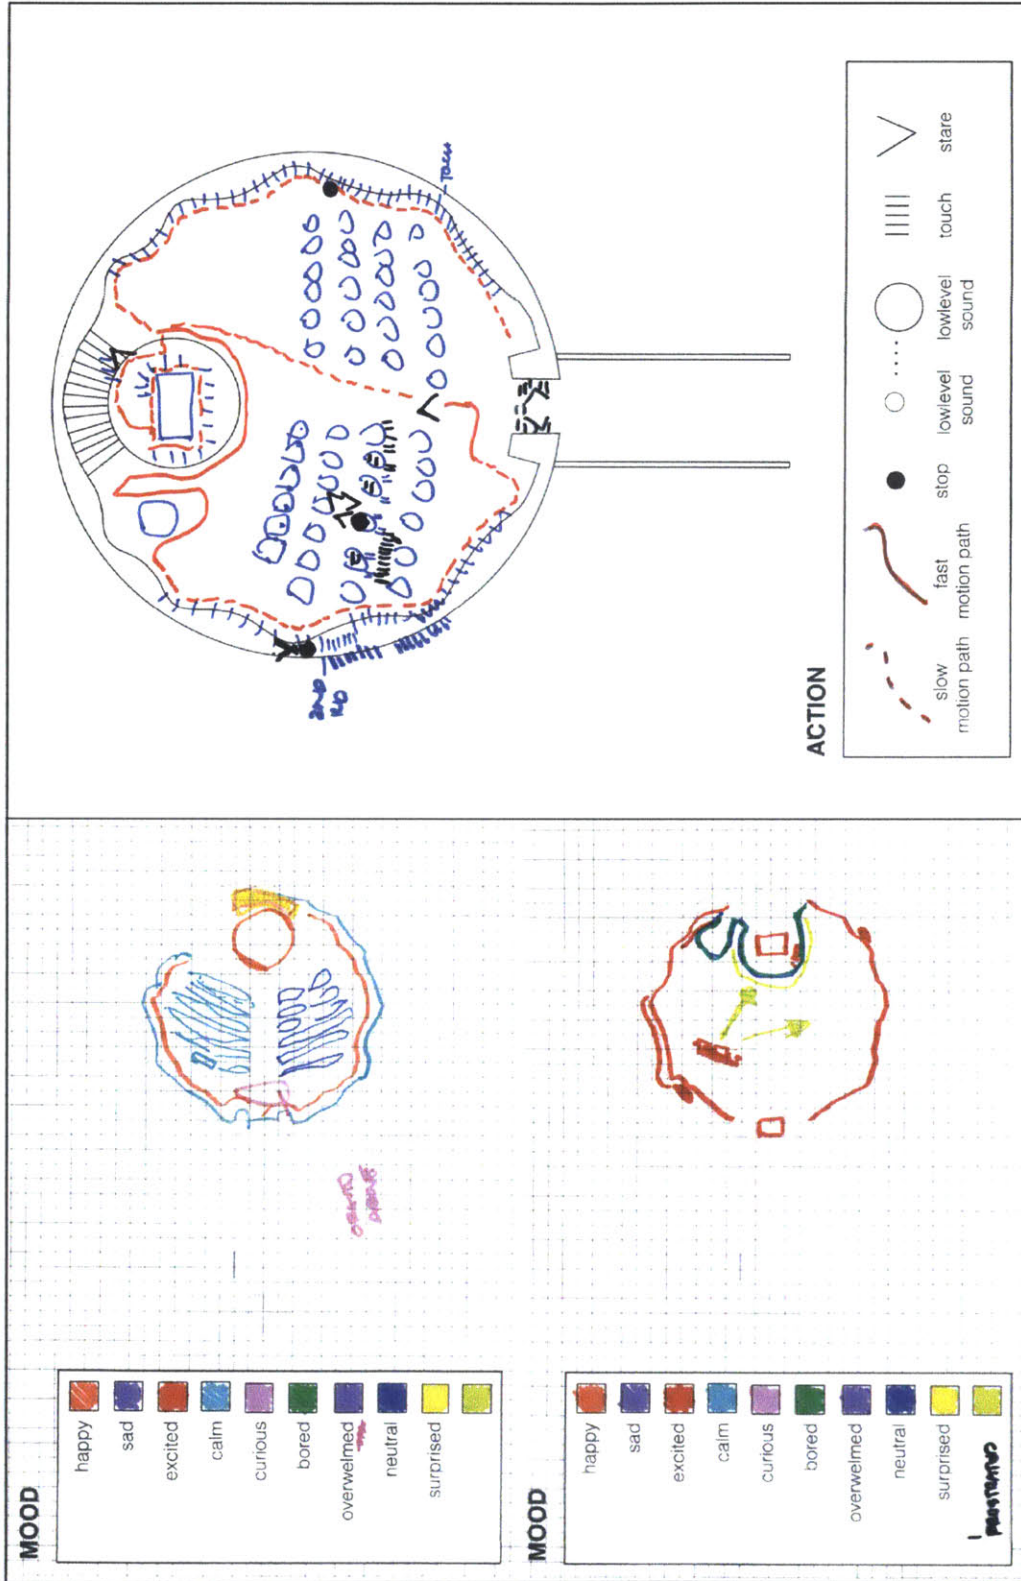 MOOD
happy
sad
excited
calm
curious
bored
overwelmed
neutral
surprised
MOOD
happy
sad
excited
calm
curious
bored
overwelmed
neutral
surprised
ACTION
slow
motion path
fast
motion path
stop
lowlevel
sound
lowlevel
sound
touch
stare